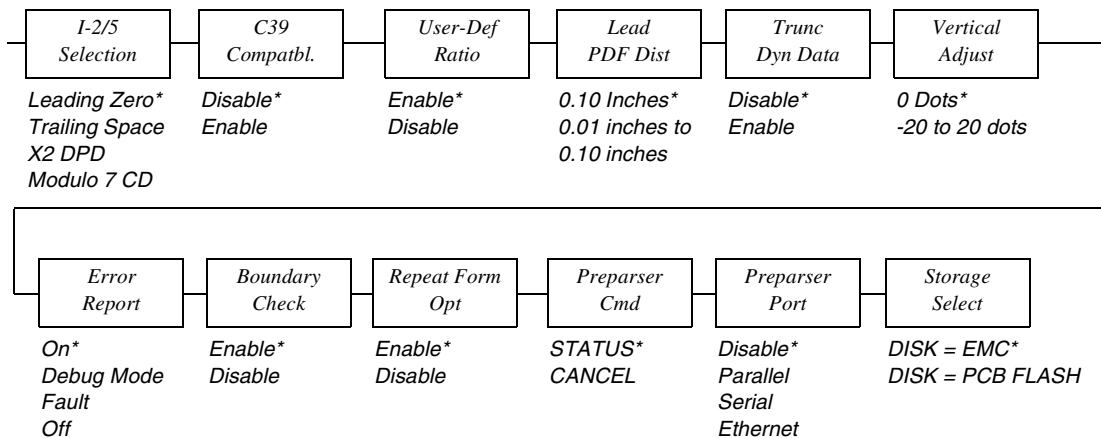 I-2/5
Selection
C39
Compatbl.
User-Def
Ratio
Lead
PDF Dist
Trunc
Dyn Data
Vertical
Adjust
Leading Zero*
Trailing Space
X2 DPD
Modulo 7 CD
Disable*
Enable
Enable*
Disable
0.10 Inches*
0.01 inches to
0.10 inches
Disable*
Enable
0 Dots*
-20 to 20 dots
Error
Report
Boundary
Check
Repeat Form
Opt
Preparser
Cmd
Preparser
Port
Storage
Select
On*
Debug Mode
Fault
Off
Enable*
Disable
Enable*
Disable
STATUS*
CANCEL
Disable*
Parallel
Serial
Ethernet
DISK = EMC*
DISK = PCB FLASH